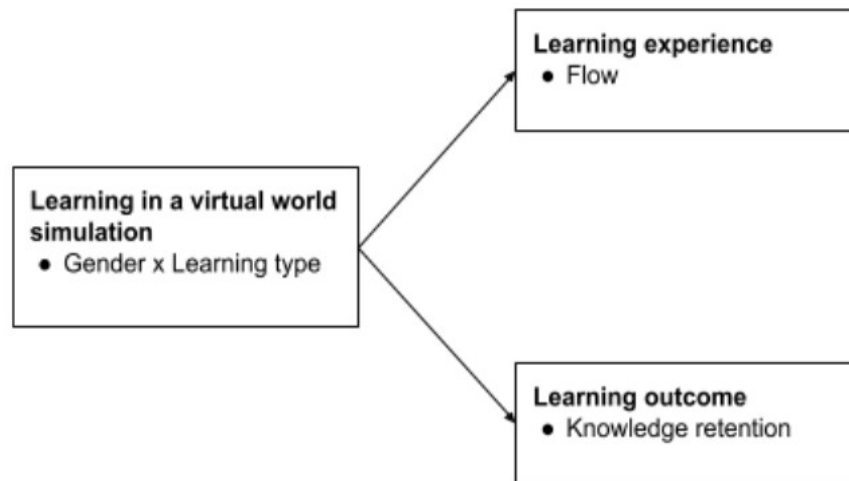 Learning experience
● Flow
Learning in a virtual world
simulation
● Gender x Learning type
Learning outcome
● Knowledge retention